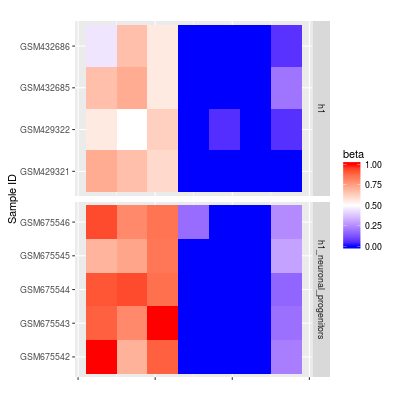 GSM432686
GSM432685
GSM429322
GSM429321
h1
Sample ID
GSM675546
GSM675545
GSM675544
GSM675543
GSM675542
h1_neuronal_progenitors
beta
1.00
0.75
0.50
0.25
0.00